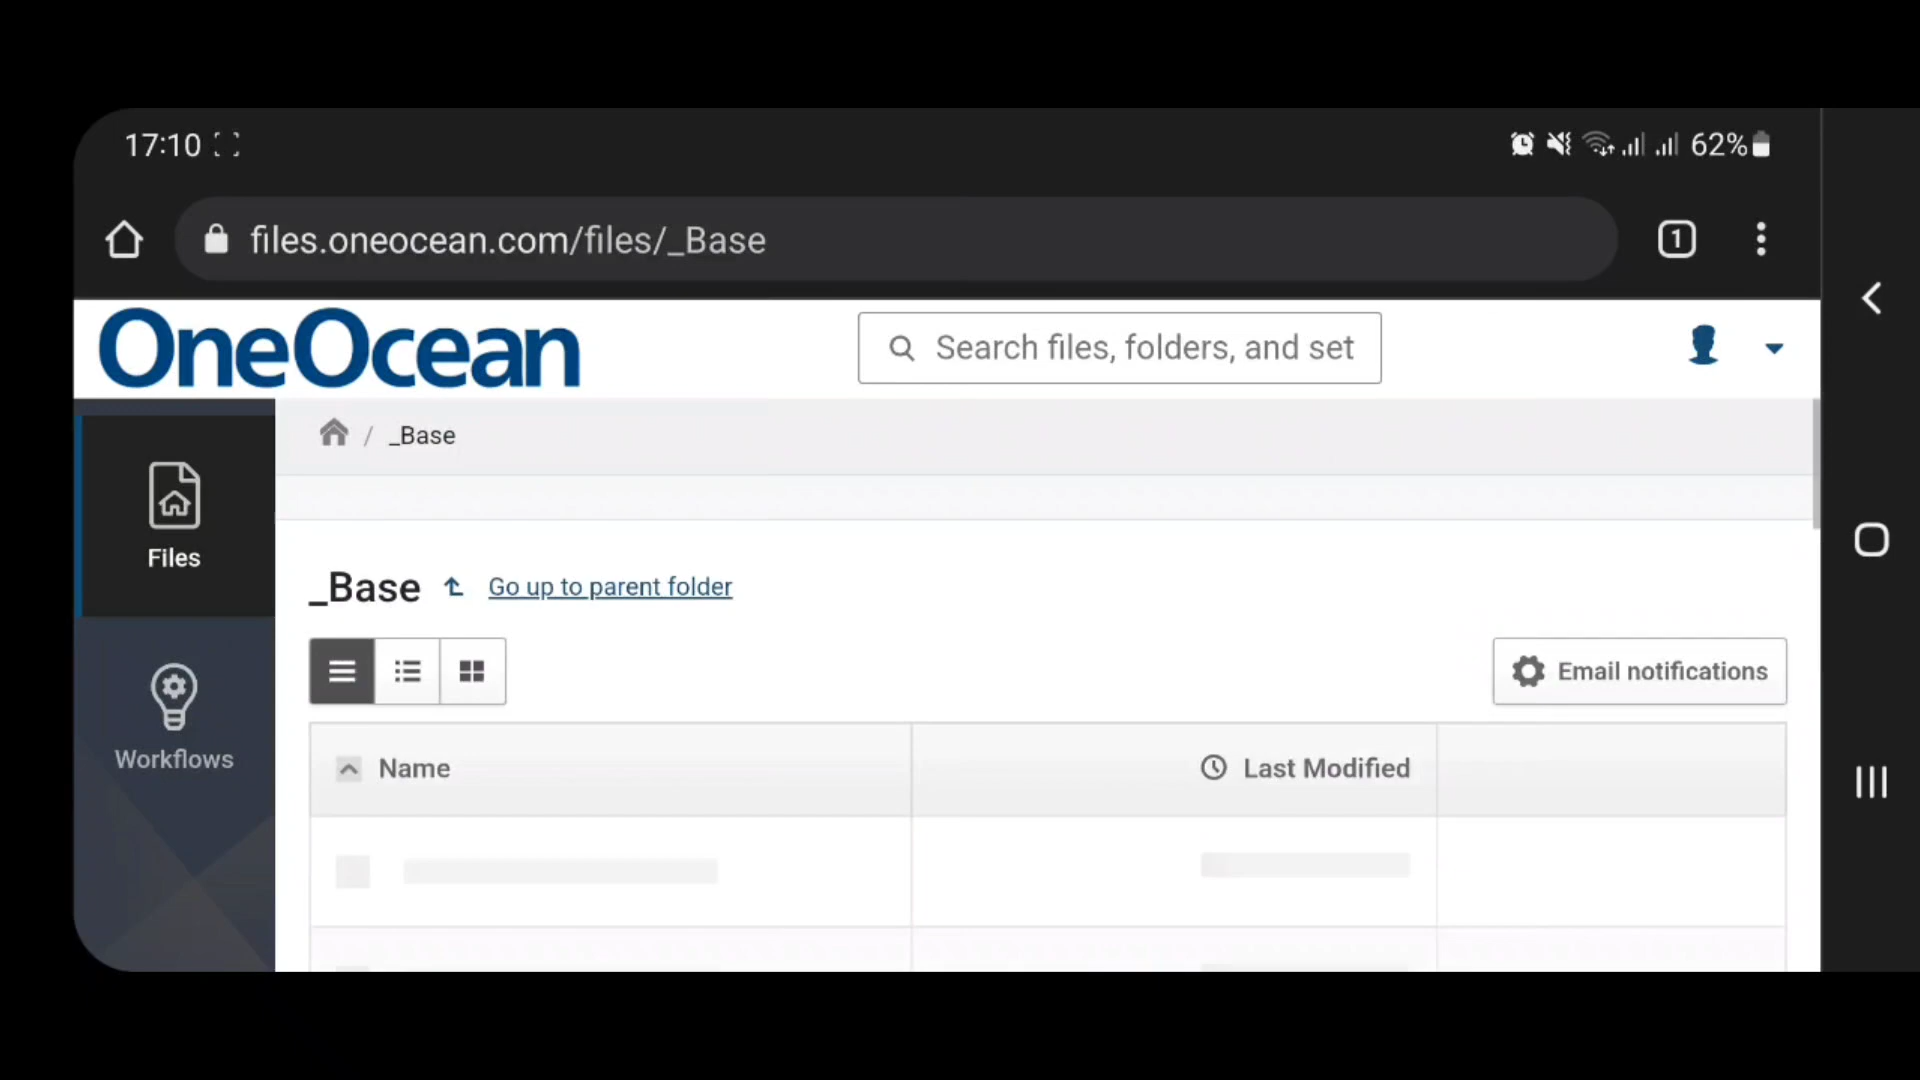 17:10
62%
files.oneocean.com/files/_Base
1
OneOcean
Search files, folders, and set
/ _Base
Files
_Base
Go up to parent folder
Email notifications
Workflows
Name
Last Modified